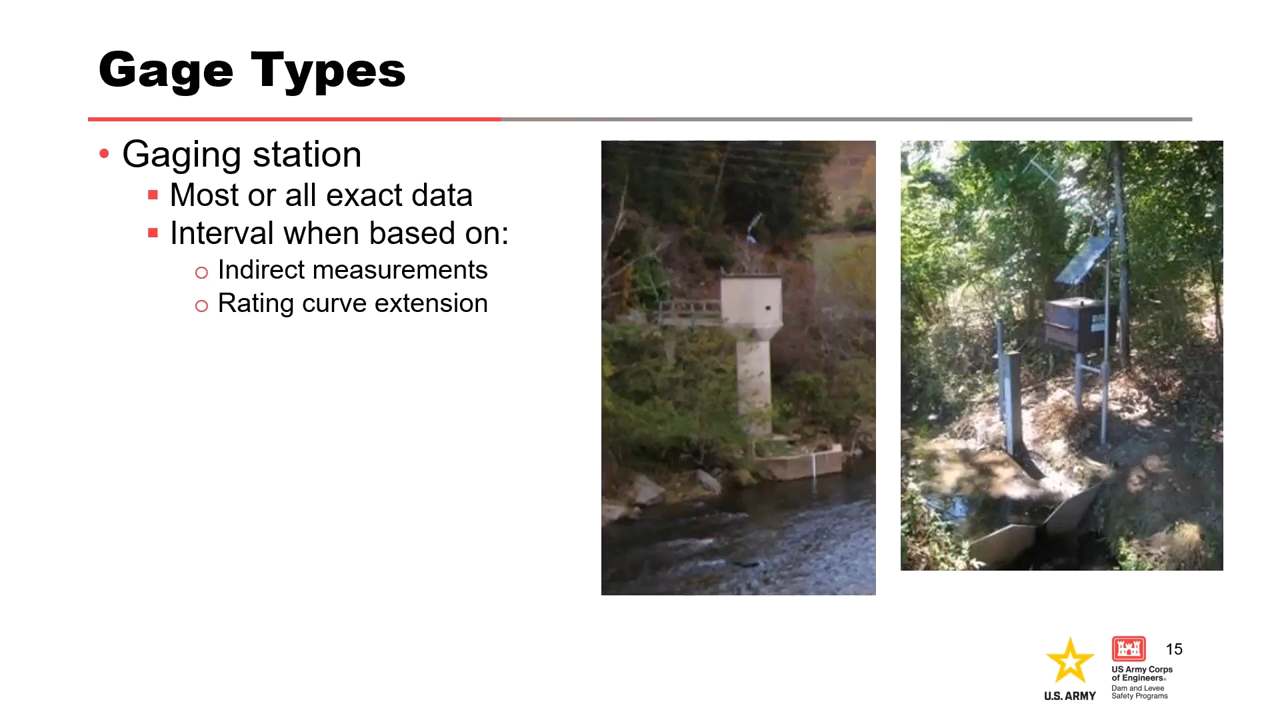 Gage Types
• Gaging station
▪ Most or all exact data
▪ Interval when based on:
o Indirect measurements
o Rating curve extension
15
U.S. ARMY
US Army Corps
of Engineers®
Dam and Levee
Safety Programs